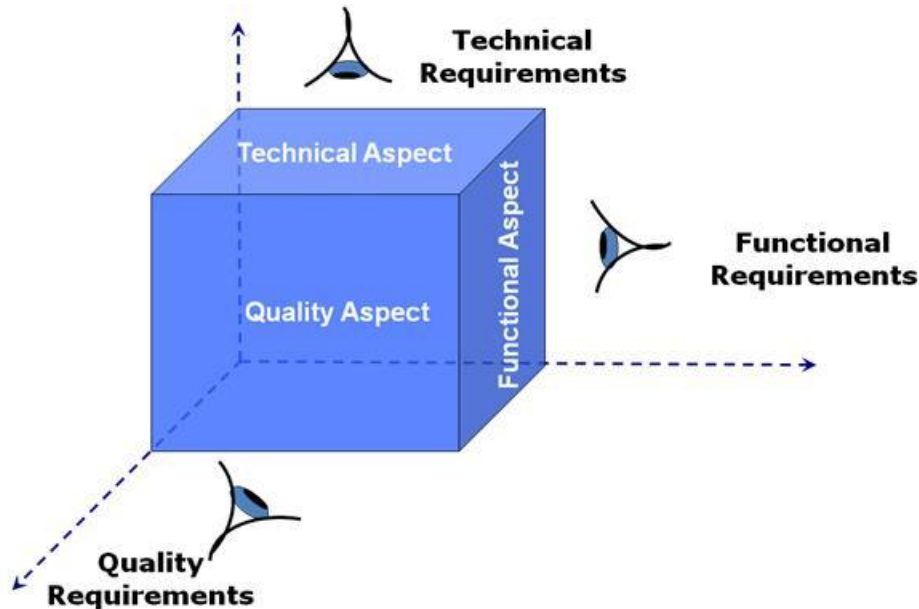 Technical
Requirements
Technical Aspect
Functional Aspect
Functional
Requirements
Quality Aspect
Quality
Requirements